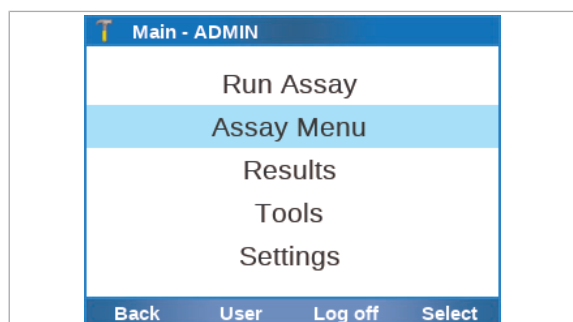 Main - ADMIN
Run Assay
Assay Menu
Results
Tools
Settings
Back User Log off Select